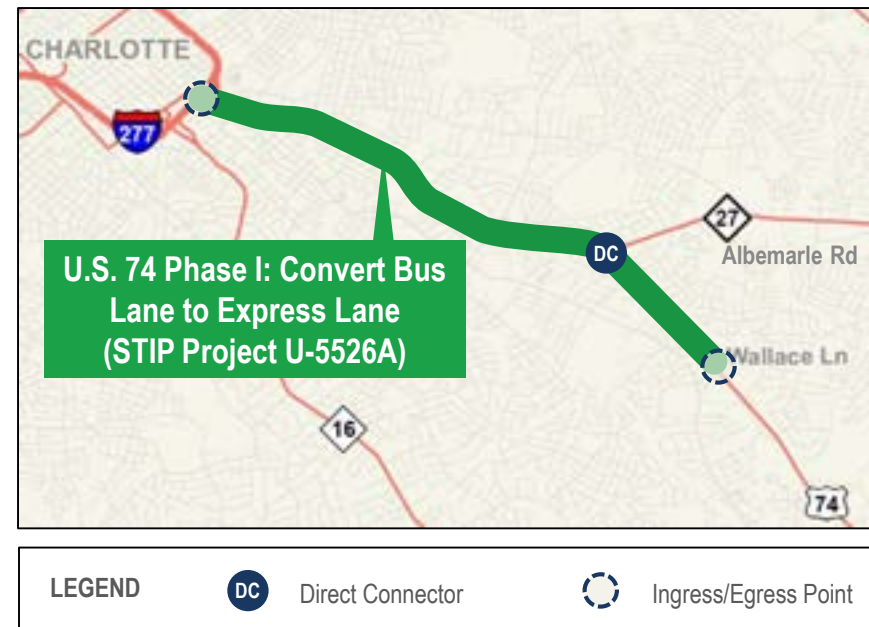 CHARLOTTE
277
27
DC
Albemarle Rd
U.S. 74 Phase I: Convert Bus
Lane to Express Lane
(STIP Project U-5526A)
Wallace Ln
16
74
LEGEND DC Direct Connector Ingress/Egress Point